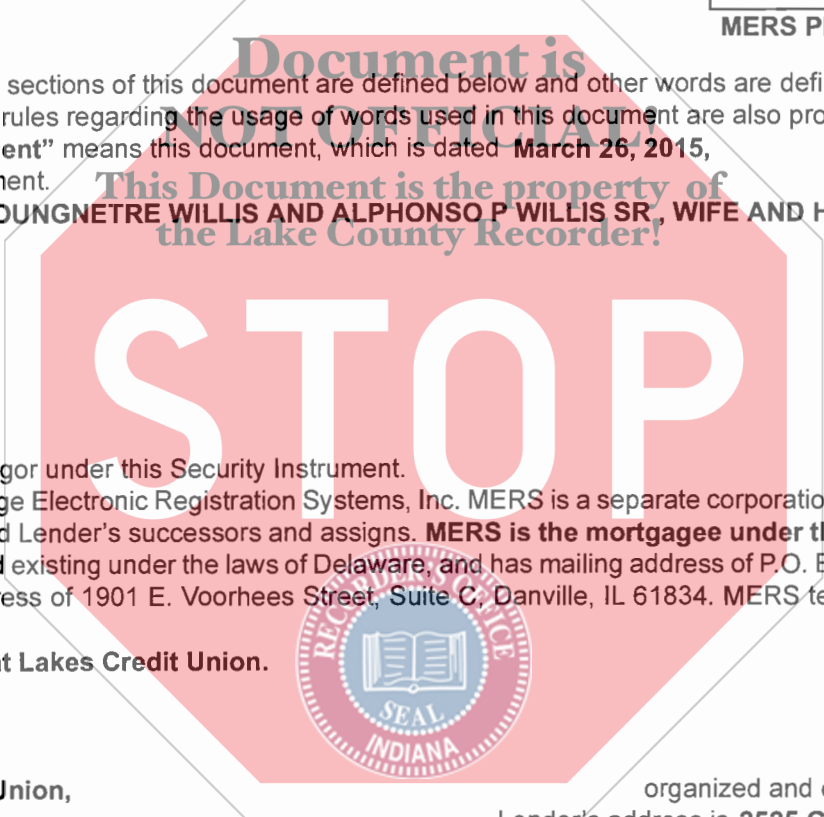 MERS PI
Document is
sections of this document are defined below and other words are defi
NOT OFFICIAL!
rules regarding the usage of words used in this document are also pro
ent” means this document, which is dated March 26, 2015,
ent.
This Document is the property of
OUNGNETRE WILLIS AND ALPHONSO P WILLIS SR , WIFE AND H
the Lake County Recorder!
STOP
gor under this Security Instrument.
ge Electronic Registration Systems, Inc. MERS is a separate corporatio
d Lender’s successors and assigns. MERS is the mortgagee under th
d existing under the laws of Delaware, and has mailing address of P.O. B
ress of 1901 E. Voorhees Street, Suite C, Danville, IL 61834. MERS te
RECORDER'S OFFICE
t Lakes Credit Union.
SEAL
INDIANA
Union,
organized and e
Lender's address is